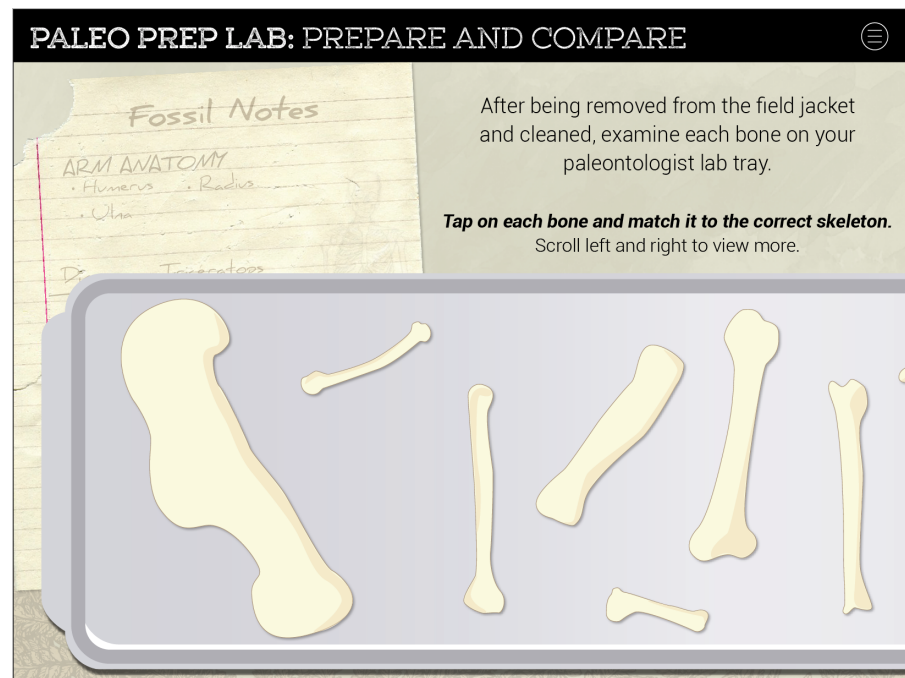 PALEO PREP LAB: PREPARE AND COMPARE
Fossil Notes
ARM ANATOMY
• Humerus • Radius
• Ulna
Triceratops
After being removed from the field jacket
and cleaned, examine each bone on your
paleontologist lab tray.
Tap on each bone and match it to the correct skeleton.
Scroll left and right to view more.